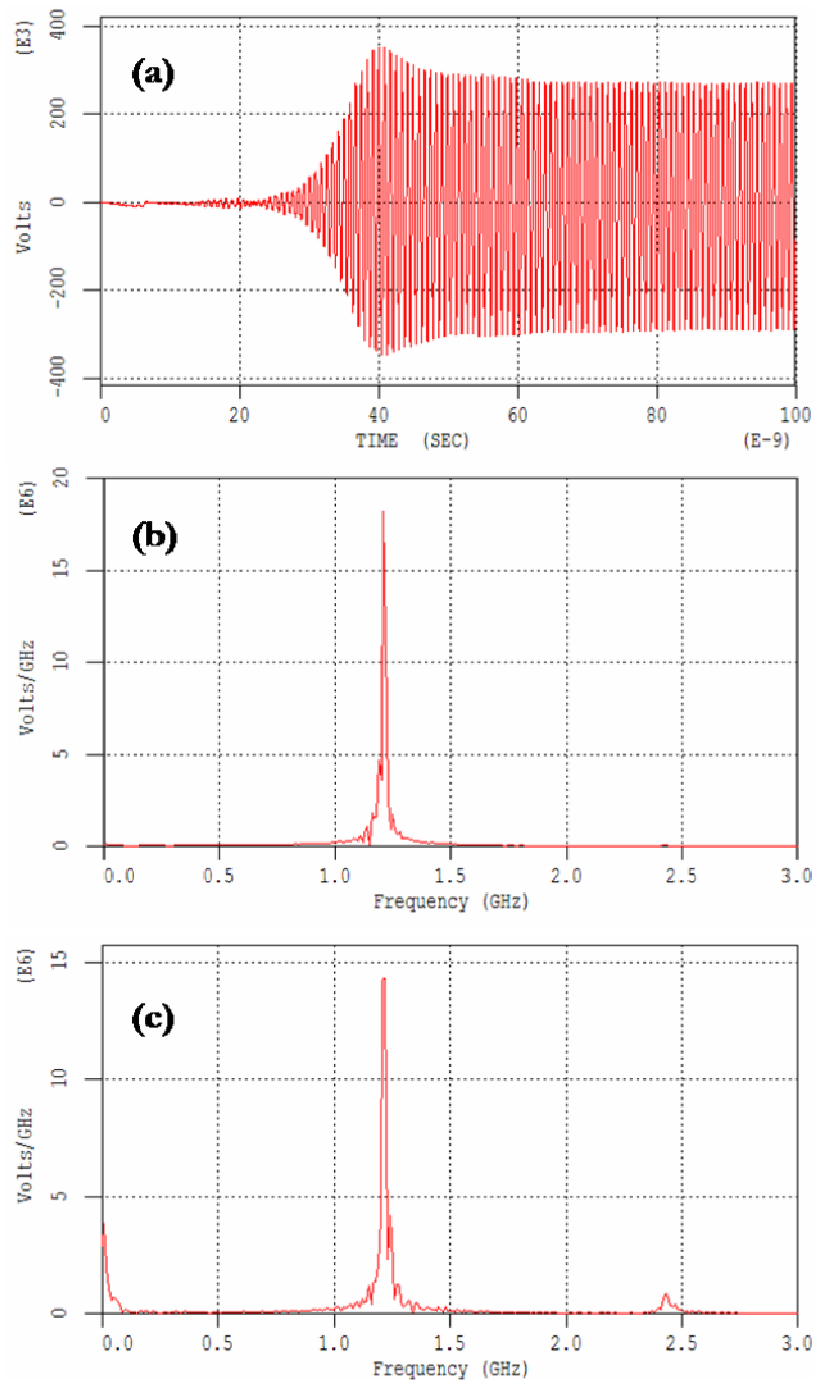 (E3)
400
200
0
-200
-400
Volts
(a)
0 20 40 60 80 100
TIME (SEC) (E-9)
(E6)
20
15
10
5
0
Volts/GHz
(b)
0.0 0.5 1.0 1.5 2.0 2.5 3.0
Frequency (GHz)
(E6)
15
10
5
0
Volts/GHz
(c)
0.0 0.5 1.0 1.5 2.0 2.5 3.0
Frequency (GHz)